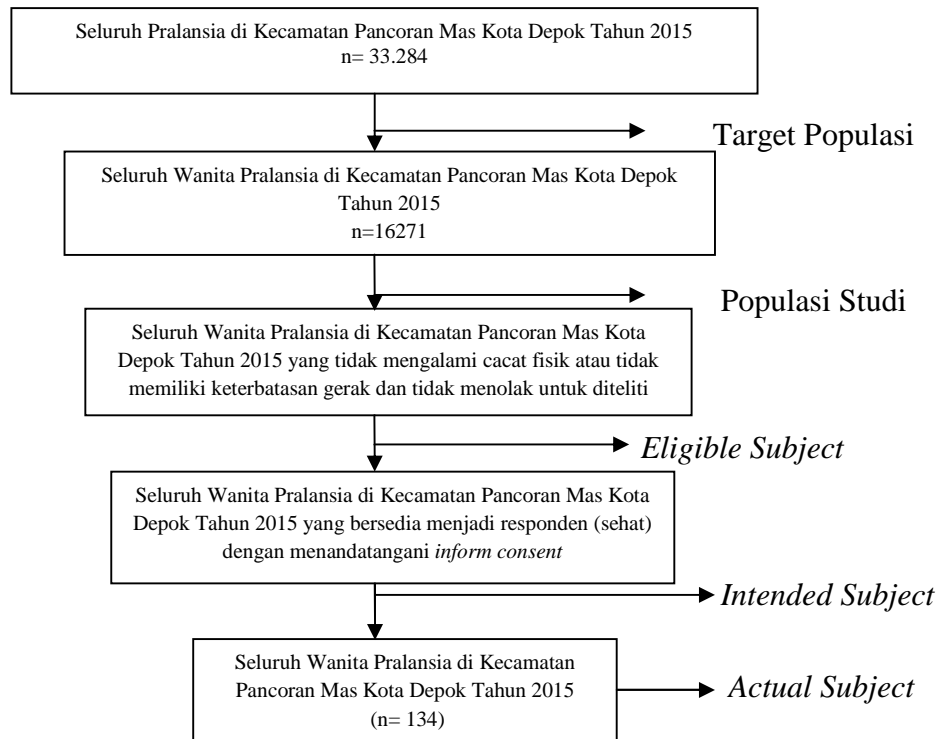 Seluruh Pralansia di Kecamatan Pancoran Mas Kota Depok Tahun 2015
n= 33.284
Target Populasi
Seluruh Wanita Pralansia di Kecamatan Pancoran Mas Kota Depok
Tahun 2015
n=16271
Populasi Studi
Seluruh Wanita Pralansia di Kecamatan Pancoran Mas Kota
Depok Tahun 2015 yang tidak mengalami cacat fisik atau tidak
memiliki keterbatasan gerak dan tidak menolak untuk diteliti
Eligible Subject
Seluruh Wanita Pralansia di Kecamatan Pancoran Mas Kota
Depok Tahun 2015 yang bersedia menjadi responden (sehat)
dengan menandatangani inform consent
Intended Subject
Seluruh Wanita Pralansia di Kecamatan
Pancoran Mas Kota Depok Tahun 2015
(n= 134)
Actual Subject